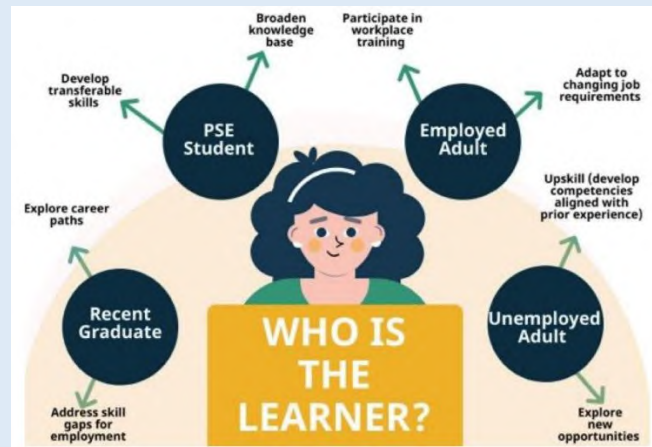 Broaden
knowledge
base
Participate in
workplace
training
Develop
transferable
skills
PSE
Student
Employed
Adult
Adapt to
changing job
requirements
Explore career
paths
Upskill (develop
competencies
aligned with
prior experience)
Recent
Graduate
Unemployed
Adult
WHO IS
THE
LEARNER?
Address skill
gaps for
employment
Explore
new
opportunities